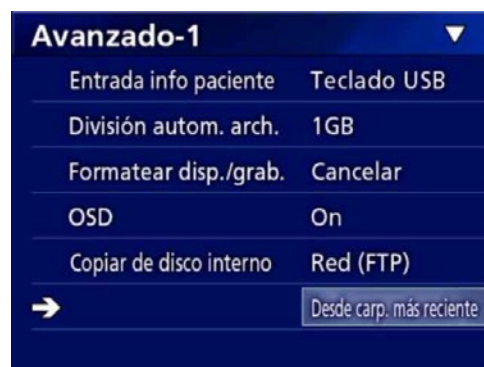 Avanzado-1 ▼
Entrada info paciente Teclado USB
División autom. arch. 1GB
Formatear disp./grab. Cancelar
OSD On
Copiar de disco interno Red (FTP)
➔ Desde carp. más reciente